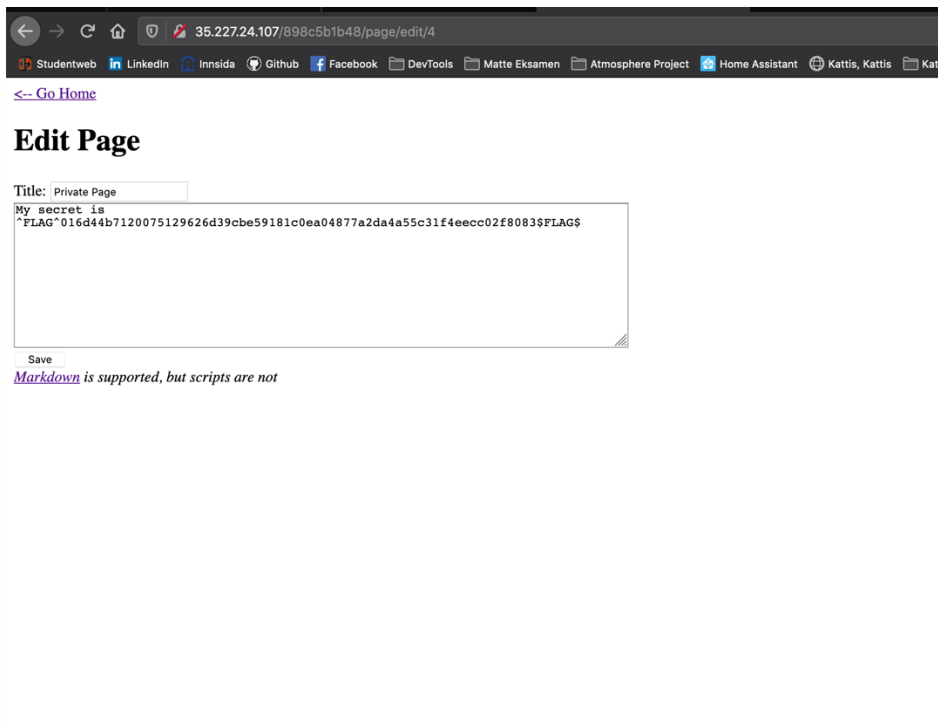 35.227.24.107/898c5b1b48/page/edit/4
Studentweb LinkedIn Innsida Github Facebook DevTools Matte Eksamen Atmosphere Project Home Assistant Kattis, Kattis Kat
<-- Go Home
Edit Page
Title: Private Page
My secret is
^FLAG^016d44b7120075129626d39cbe59181c0ea04877a2da4a55c31f4eecc02f8083$FLAG$
Save
Markdown is supported, but scripts are not